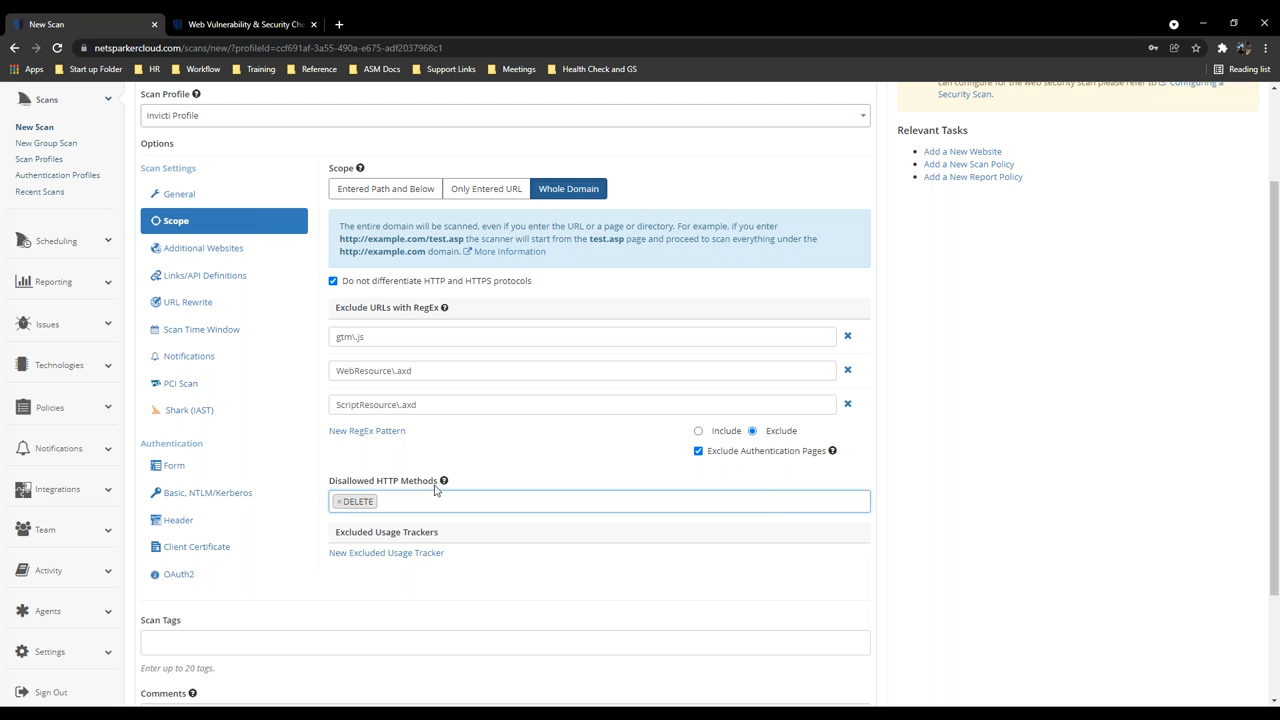 New Scan
Web Vulnerability & Security Che
netsparkercloud.com/scans/new/?profileId=ccf691af-3a55-490a-e675-adf2037968c1
Apps Start up Folder HR Workflow Training Reference ASM Docs Support Links Meetings Health Check and GS Reading list
Scans
New Scan
New Group Scan
Scan Profiles
Authentication Profiles
Recent Scans
Scheduling
Reporting
Issues
Technologies
Policies
Notifications
Integrations
Team
Activity
Agents
Settings
Sign Out
Scan Profile
Invicti Profile
Options
Scan Settings
General
Scope
Additional Websites
Links/API Definitions
URL Rewrite
Scan Time Window
Notifications
PCI Scan
Shark (IAST)
Authentication
Form
Basic, NTLM/Kerberos
Header
Client Certificate
OAuth2
Scope
Entered Path and Below Only Entered URL Whole Domain
The entire domain will be scanned, even if you enter the URL or a page or directory. For example, if you enter
http://example.com/test.asp the scanner will start from the test.asp page and proceed to scan everything under the
http://example.com domain. More Information
Do not differentiate HTTP and HTTPS protocols
Exclude URLs with RegEx
gtm\.js
WebResource\.axd
ScriptResource\.axd
New RegEx Pattern
Include Exclude
Exclude Authentication Pages
Disallowed HTTP Methods
× DELETE
Excluded Usage Trackers
New Excluded Usage Tracker
Scan Tags
Enter up to 20 tags.
Comments
can configure for the web security scan please refer to Configuring a
Security Scan.
Relevant Tasks
Add a New Website
Add a New Scan Policy
Add a New Report Policy